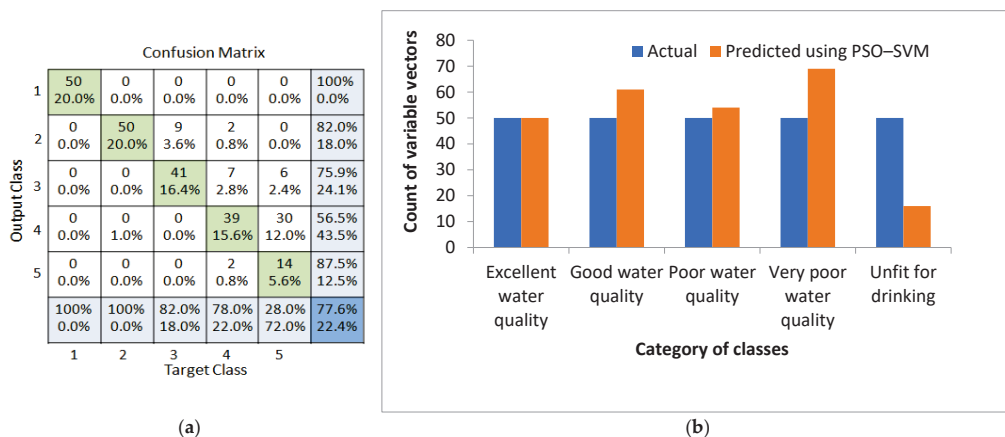 Confusion Matrix
1
50 0 0 0 0 100%
20.0% 0.0% 0.0% 0.0% 0.0% 0.0%
2
0 50 9 2 0 82.0%
0.0% 20.0% 3.6% 0.8% 0.0% 18.0%
3
0 0 41 7 6 75.9%
0.0% 0.0% 16.4% 2.8% 2.4% 24.1%
4
0 0 0 39 30 56.5%
0.0% 1.0% 0.0% 15.6% 12.0% 43.5%
5
0 0 0 2 14 87.5%
0.0% 0.0% 0.0% 0.8% 5.6% 12.5%
100% 100% 82.0% 78.0% 28.0% 77.6%
0.0% 0.0% 18.0% 22.0% 72.0% 22.4%
1 2 3 4 5
Target Class
Output Class
(a)
Actual Predicted using PSO–SVM
80
70
60
50
40
30
20
10
0
Count of variable vectors
Excellent water quality
Good water quality
Poor water quality
Very poor water quality
Unfit for drinking
Category of classes
(b)